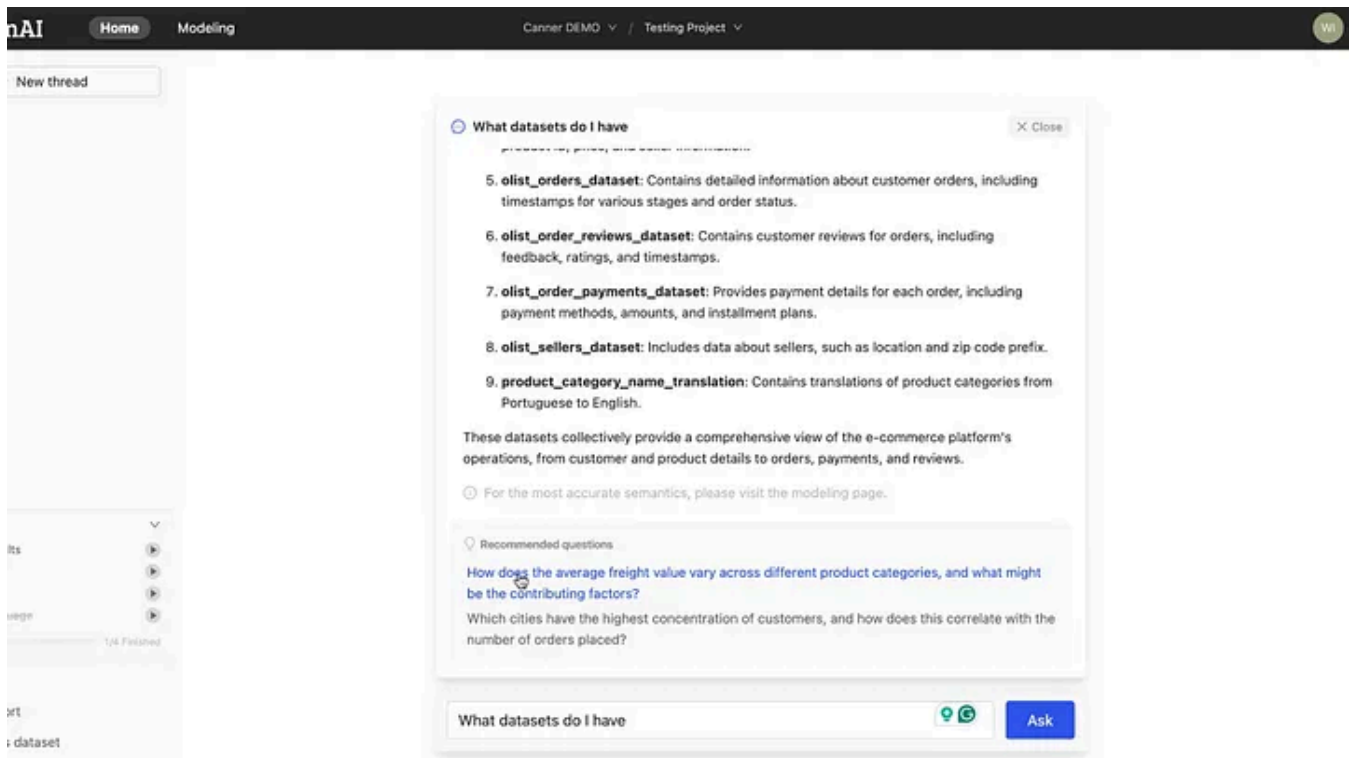 nAI
Home
Modeling
Canner DEMO / Testing Project
WI
New thread
What datasets do I have
Close
5. olist_orders_dataset: Contains detailed information about customer orders, including
timestamps for various stages and order status.
6. olist_order_reviews_dataset: Contains customer reviews for orders, including
feedback, ratings, and timestamps.
7. olist_order_payments_dataset: Provides payment details for each order, including
payment methods, amounts, and installment plans.
8. olist_sellers_dataset: Includes data about sellers, such as location and zip code prefix.
9. product_category_name_translation: Contains translations of product categories from
Portuguese to English.
These datasets collectively provide a comprehensive view of the e-commerce platform's
operations, from customer and product details to orders, payments, and reviews.
For the most accurate semantics, please visit the modeling page.
Recommended questions
How does the average freight value vary across different product categories, and what might
be the contributing factors?
Which cities have the highest concentration of customers, and how does this correlate with the
number of orders placed?
lts
1/4 Finished
ort
s dataset
What datasets do I have
Ask